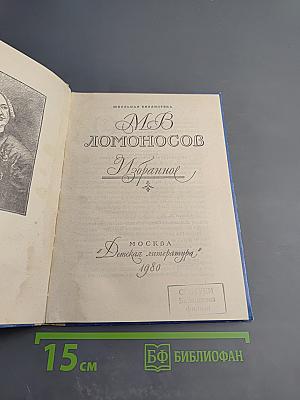 ШКОЛЬНАЯ БИБЛИОТЕКА
М В
ЛОМОНОСОВ
Избранное
МОСКВА
"Детская литература"
1980
15 см
БФ БИБЛИОФАН